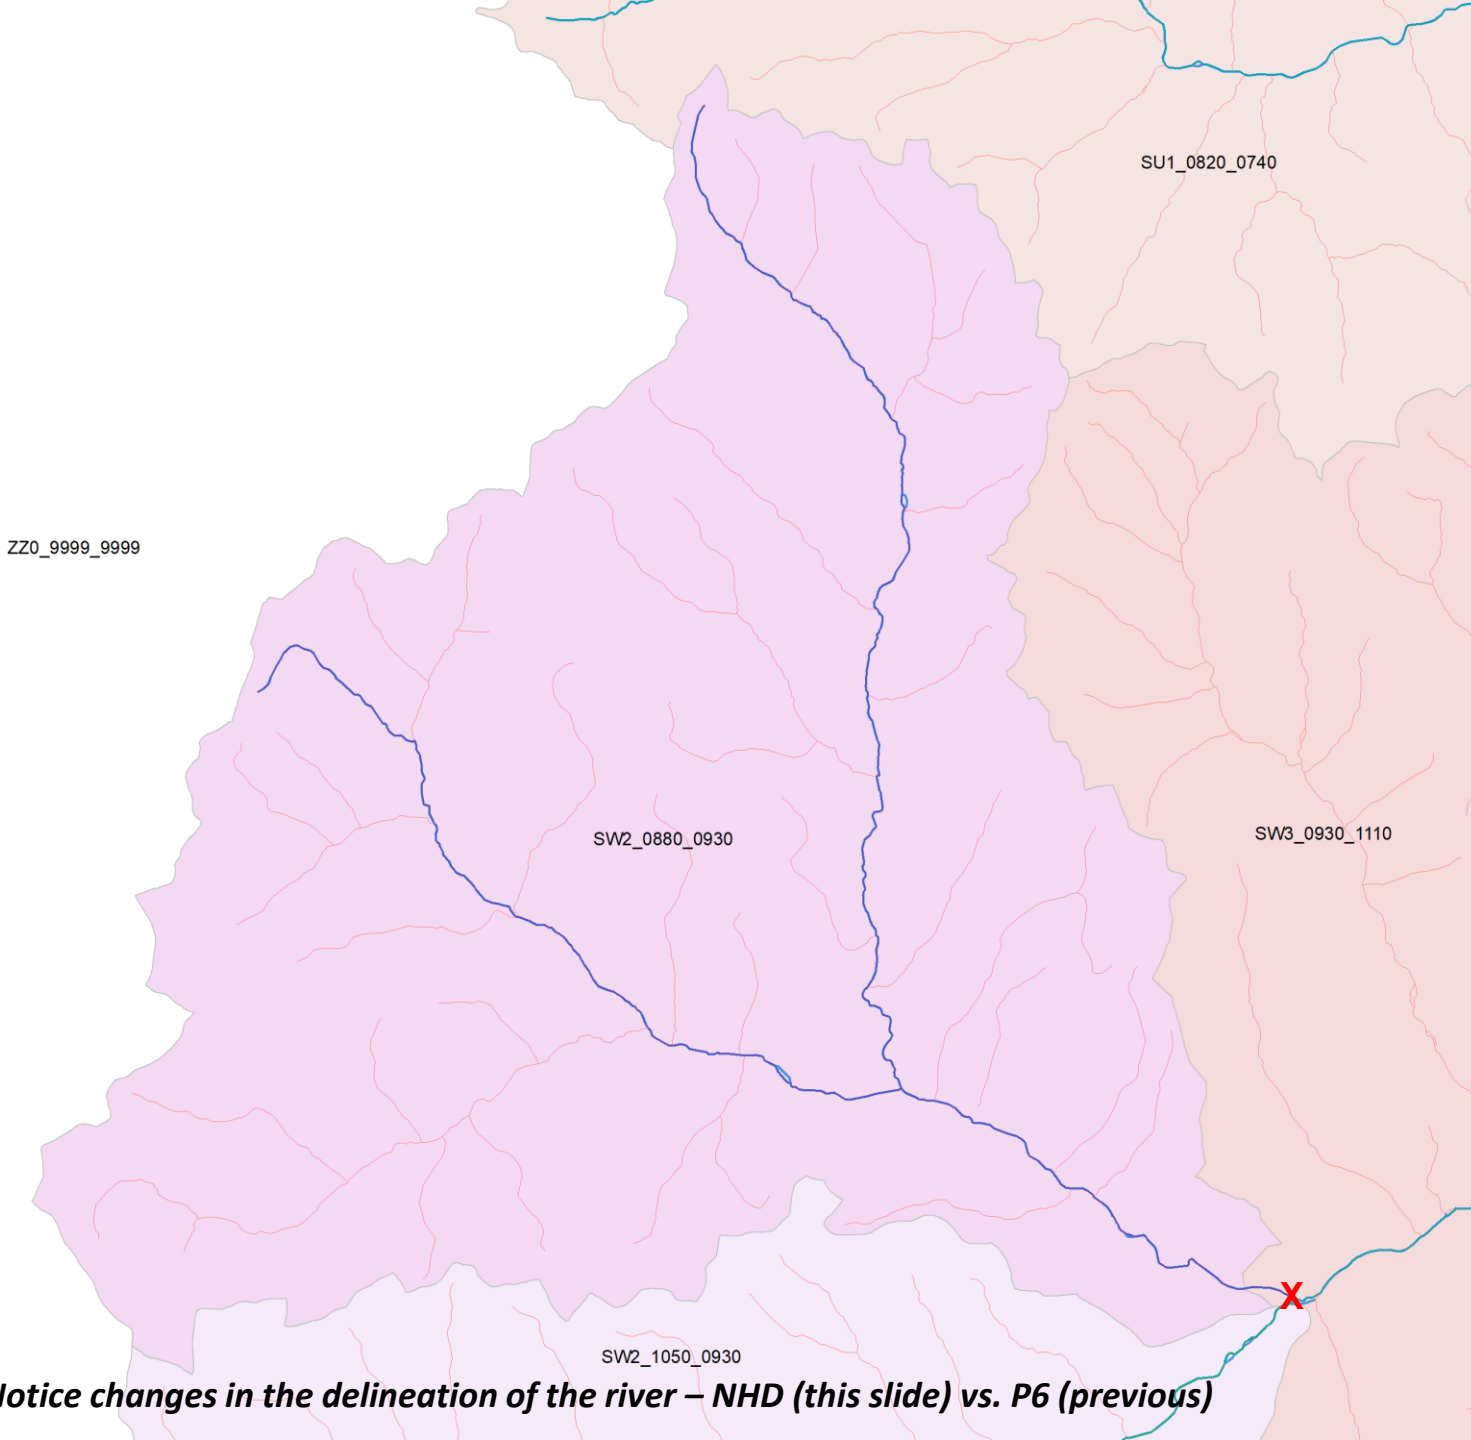 SU1_0820_0740
ZZ0_9999_9999
SW2_0880_0930
SW3_0930_1110
X
SW2_1050_0930
otice changes in the delineation of the river – NHD (this slide) vs. P6 (previous)